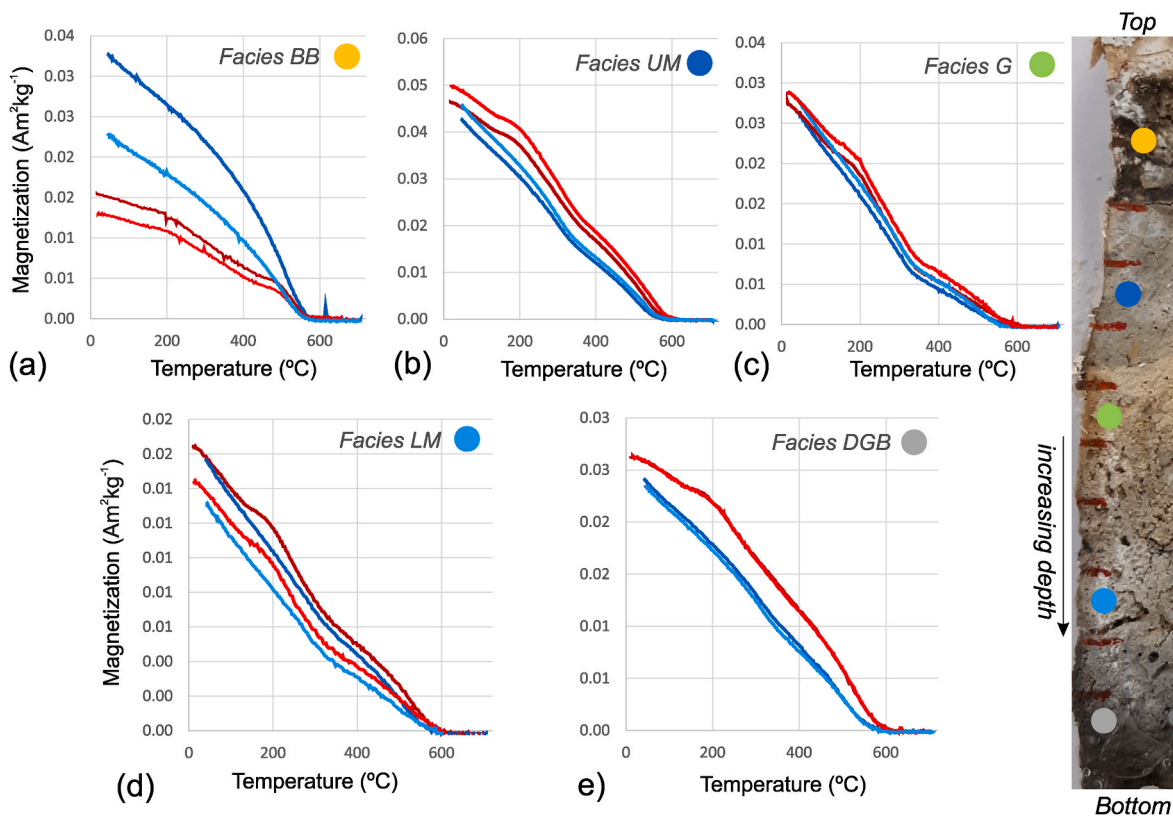 Top
0.04
0.03
0.03
0.02
0.02
0.01
0.01
0.00
Magnetization (Am²kg⁻¹)
Facies BB
0
200
400
600
Temperature (ºC)
(a)
0.06
0.05
0.04
0.03
0.02
0.01
0.00
Facies UM
0
200
400
600
Temperature (ºC)
(b)
0.04
0.03
0.03
0.02
0.02
0.01
0.01
0.00
Facies G
0
200
400
600
Temperature (ºC)
(c)
0.02
0.02
0.01
0.01
0.01
0.01
0.00
0.00
0.00
Magnetization (Am²kg⁻¹)
Facies LM
0
200
400
600
Temperature (ºC)
(d)
0.03
0.03
0.02
0.02
0.01
0.01
0.00
Facies DGB
0
200
400
600
Temperature (ºC)
(e)
increasing depth
Bottom